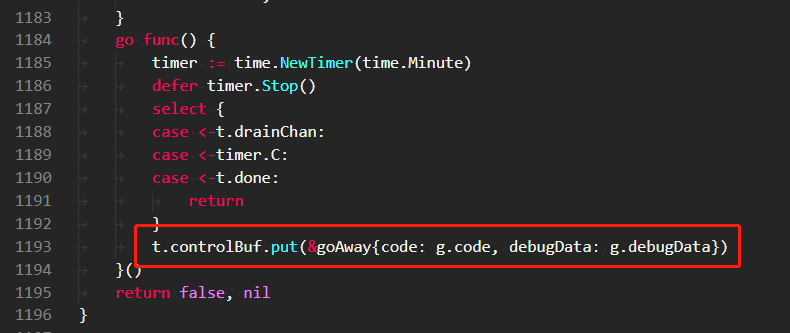 1183 }
1184 go func() {
1185 timer := time.NewTimer(time.Minute)
1186 defer timer.Stop()
1187 select {
1188 case <-t.drainChan:
1189 case <-timer.C:
1190 case <-t.done:
1191 return
1192 }
1193 t.controlBuf.put(&goAway{code: g.code, debugData: g.debugData})
1194 }()
1195 return false, nil
1196 }